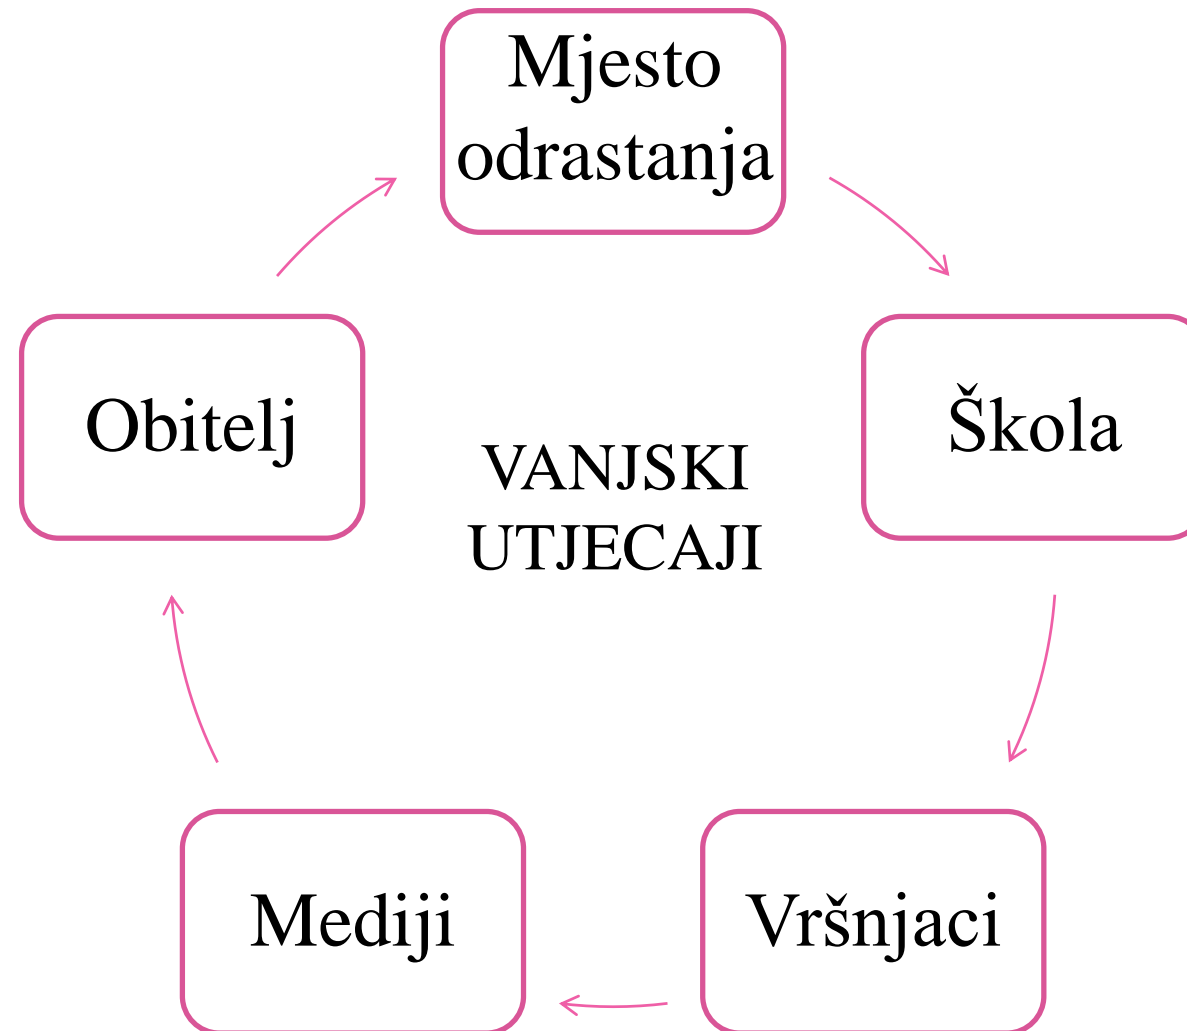 Mjesto
odrastanja
Škola
Vršnjaci
Mediji
Obitelj
VANJSKI
UTJECAJI